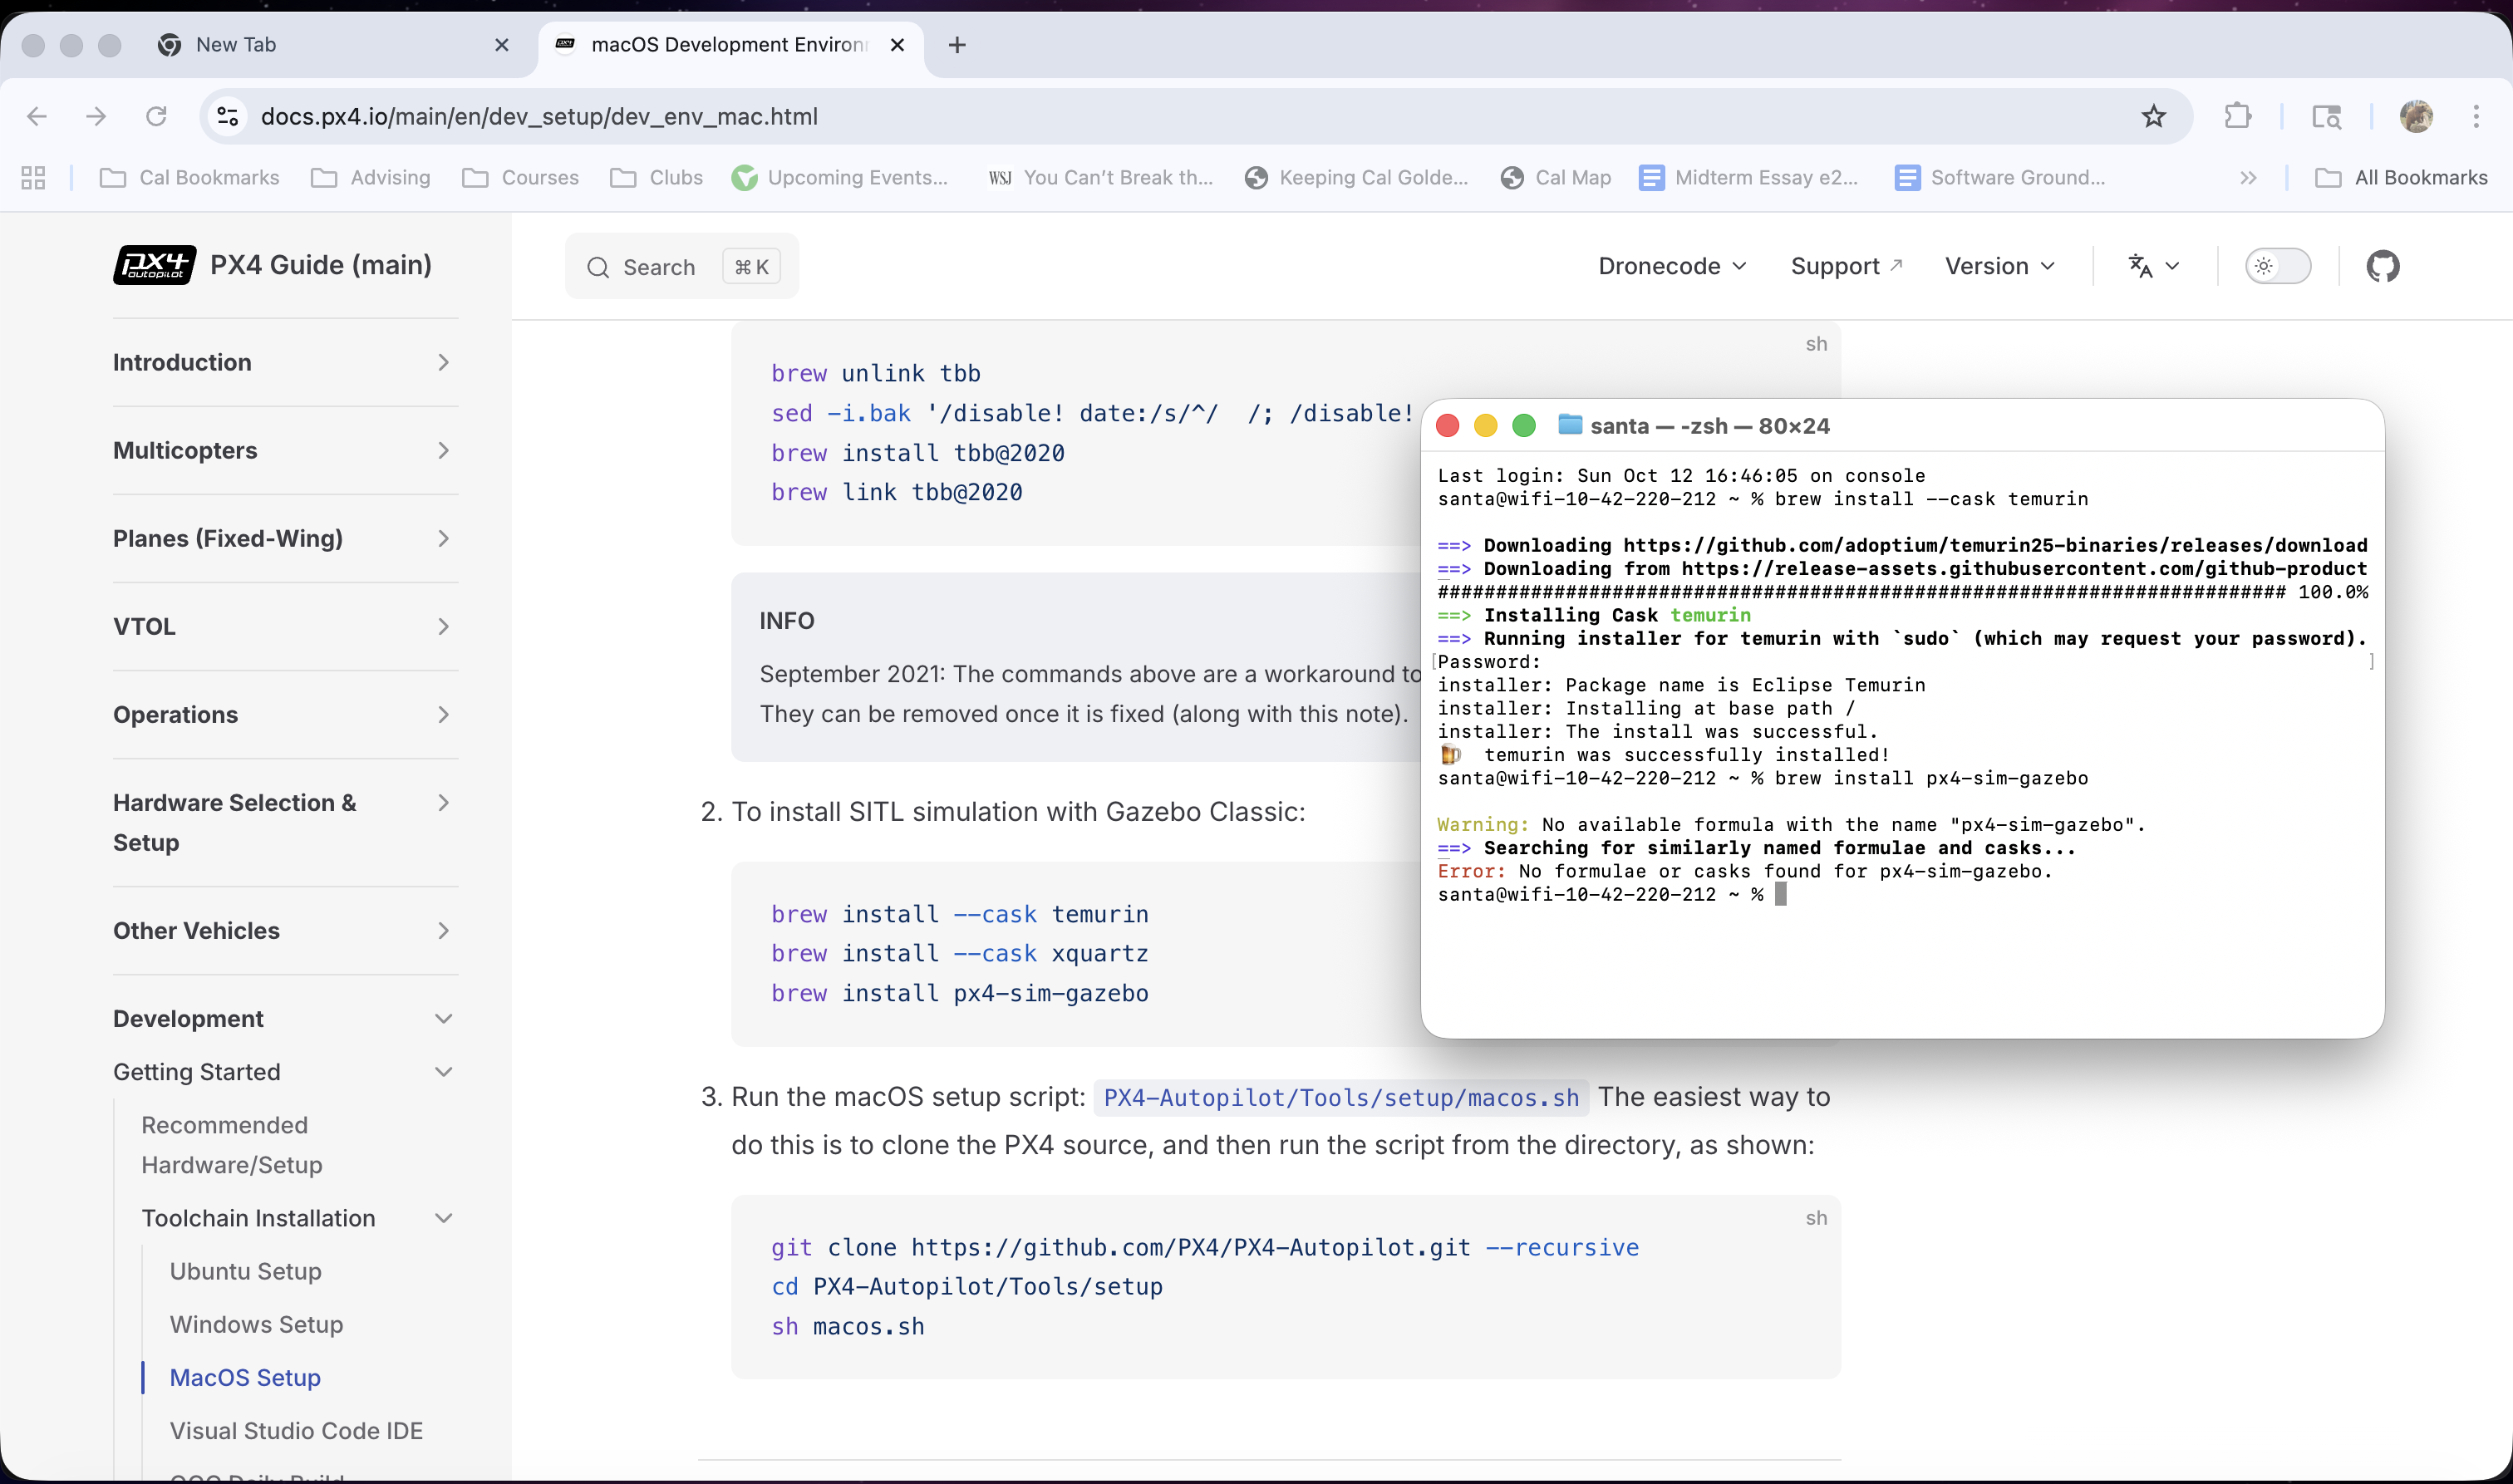 New Tab
macOS Development Environ
docs.px4.io/main/en/dev_setup/dev_env_mac.html
Cal Bookmarks
Advising
Courses
Clubs
Upcoming Events...
WSJ You Can't Break th...
Keeping Cal Golde...
Cal Map
Midterm Essay e2...
Software Ground...
All Bookmarks
px4 autopilot
PX4 Guide (main)
Search ⌘ K
Dronecode
Support
Version
Introduction
Multicopters
Planes (Fixed-Wing)
VTOL
Operations
Hardware Selection &
Setup
Other Vehicles
Development
Getting Started
Recommended
Hardware/Setup
Toolchain Installation
Ubuntu Setup
Windows Setup
MacOS Setup
Visual Studio Code IDE
sh
brew unlink tbb
sed -i.bak '/disable! date:/s/^/  /; /disable!
brew install tbb@2020
brew link tbb@2020
INFO
September 2021: The commands above are a workaround to
They can be removed once it is fixed (along with this note).
2. To install SITL simulation with Gazebo Classic:
brew install --cask temurin
brew install --cask xquartz
brew install px4-sim-gazebo
3. Run the macOS setup script: PX4-Autopilot/Tools/setup/macos.sh The easiest way to
do this is to clone the PX4 source, and then run the script from the directory, as shown:
sh
git clone https://github.com/PX4/PX4-Autopilot.git --recursive
cd PX4-Autopilot/Tools/setup
sh macos.sh
santa — -zsh — 80×24
Last login: Sun Oct 12 16:46:05 on console
santa@wifi-10-42-220-212 ~ % brew install --cask temurin
==> Downloading https://github.com/adoptium/temurin25-binaries/releases/download
==> Downloading from https://release-assets.githubusercontent.com/github-product
######################################################################### 100.0%
==> Installing Cask temurin
==> Running installer for temurin with `sudo` (which may request your password).
[Password: ]
installer: Package name is Eclipse Temurin
installer: Installing at base path /
installer: The install was successful.
🍺  temurin was successfully installed!
santa@wifi-10-42-220-212 ~ % brew install px4-sim-gazebo
Warning: No available formula with the name "px4-sim-gazebo".
==> Searching for similarly named formulae and casks...
Error: No formulae or casks found for px4-sim-gazebo.
santa@wifi-10-42-220-212 ~ %